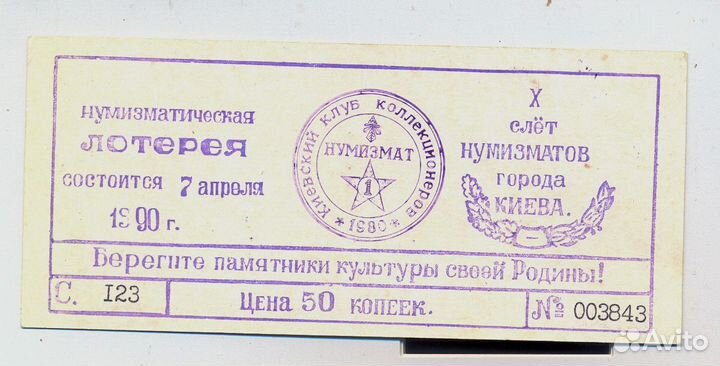 нумизматическая
ЛОТЕРЕЯ
состоится 7 апреля
1990 г.
Киевский клуб коллекционеров
НУМИЗМАТ
1
* 1980 *
X
слёт
НУМИЗМАТОВ
города
КИЕВА.
Берегите памятники культуры своей Родины!
С. 123
Цена 50 копеек.
№ 003843
Avito